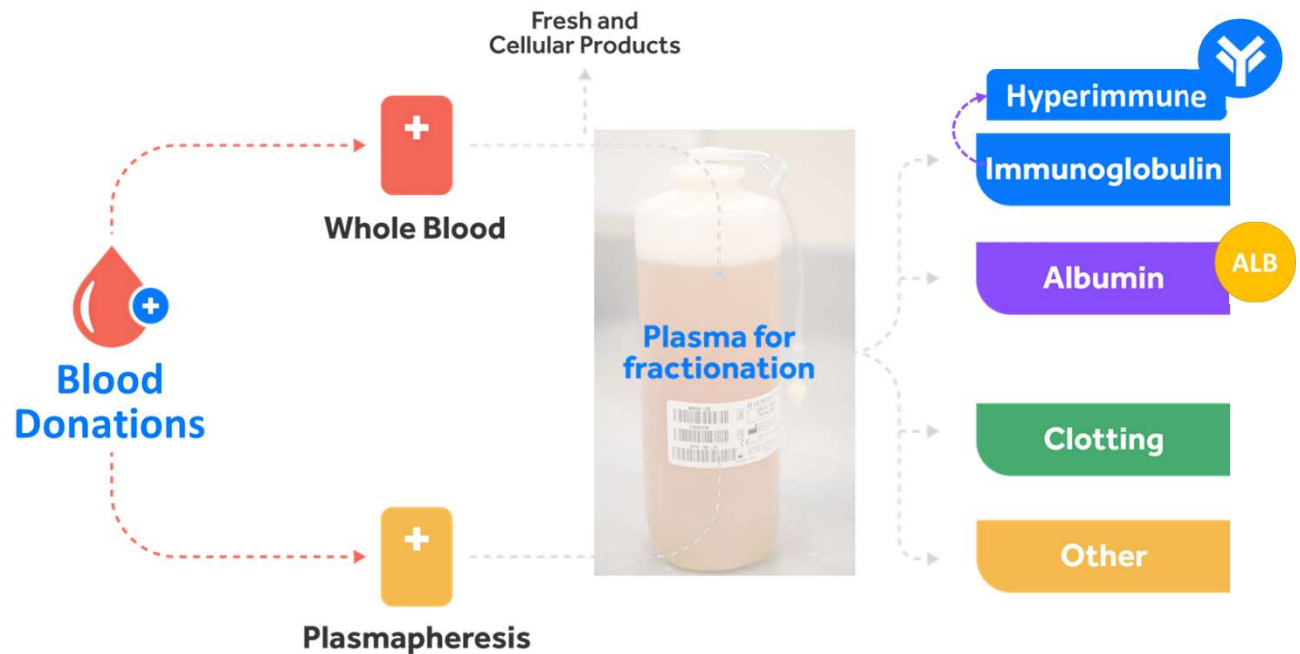 Fresh and
Cellular Products
Whole Blood
Blood
Donations
Plasmapheresis
Plasma for
fractionation
Hyperimmune
Immunoglobulin
Albumin
ALB
Clotting
Other